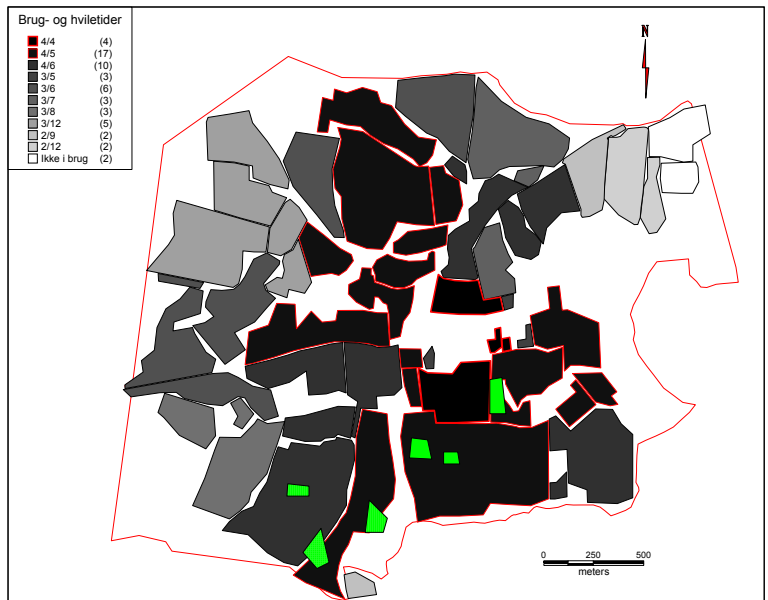 Brug- og hviletider
4/4 (4)
4/5 (17)
4/6 (10)
3/5 (3)
3/6 (6)
3/7 (3)
3/8 (3)
3/12 (5)
2/9 (2)
2/12 (2)
Ikke i brug (2)
N
0 250 500
meters